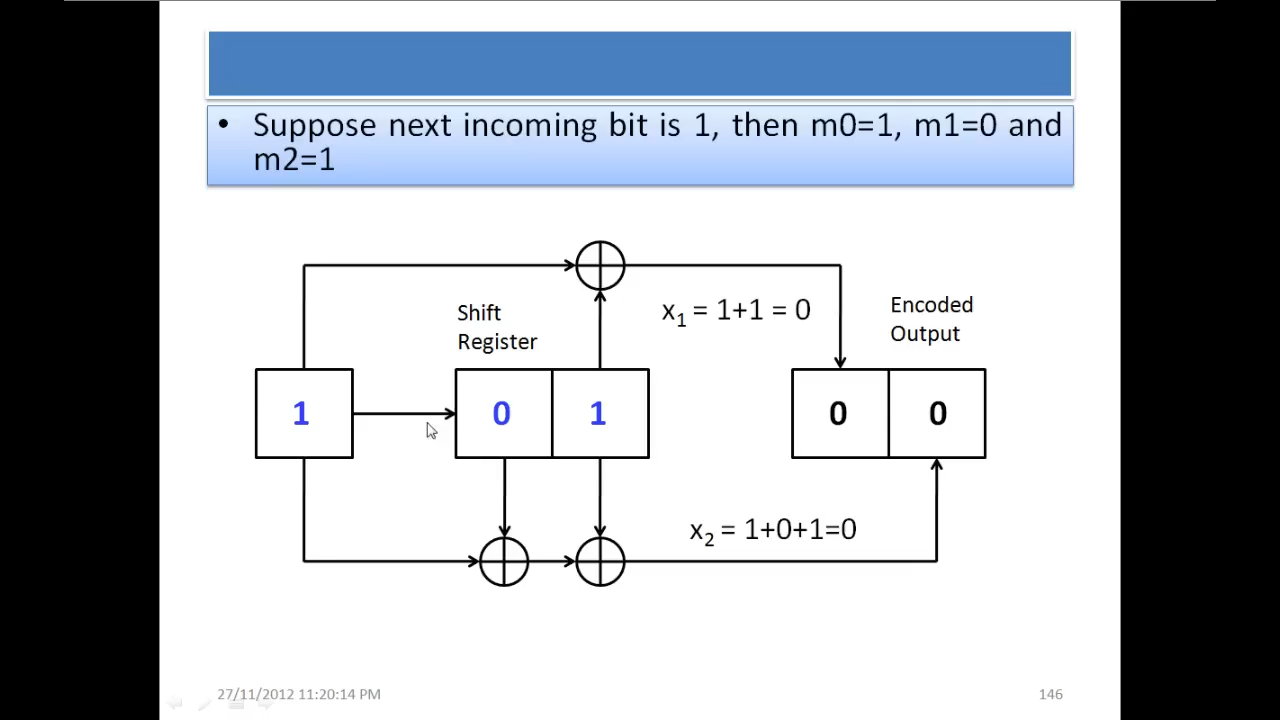 • Suppose next incoming bit is 1, then m0=1, m1=0 and
m2=1
Shift
Register
x₁ = 1+1 = 0
Encoded
Output
1 0 1 0 0
x₂ = 1+0+1=0
27/11/2012 11:20:14 PM 146